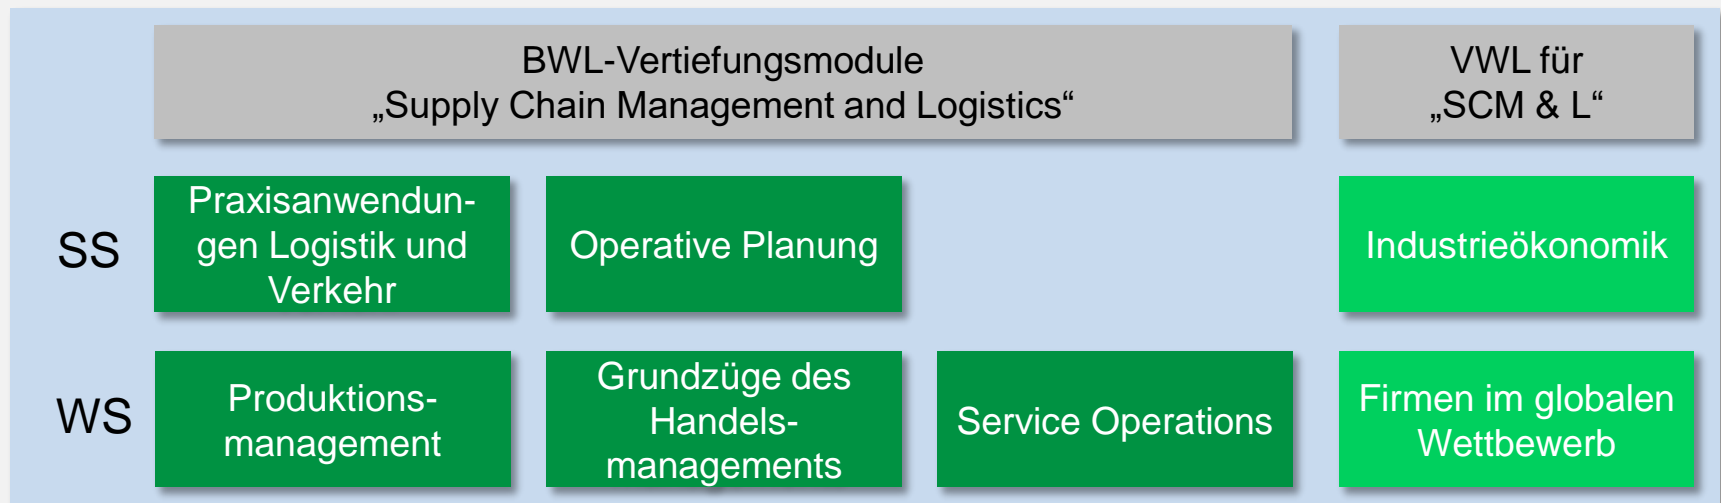 BWL-Vertiefungsmodule
„Supply Chain Management and Logistics“
VWL für
„SCM & L“
SS
Praxisanwendun-
gen Logistik und
Verkehr
Operative Planung
Industrieökonomik
WS
Produktions-
management
Grundzüge des
Handels-
managements
Service Operations
Firmen im globalen
Wettbewerb